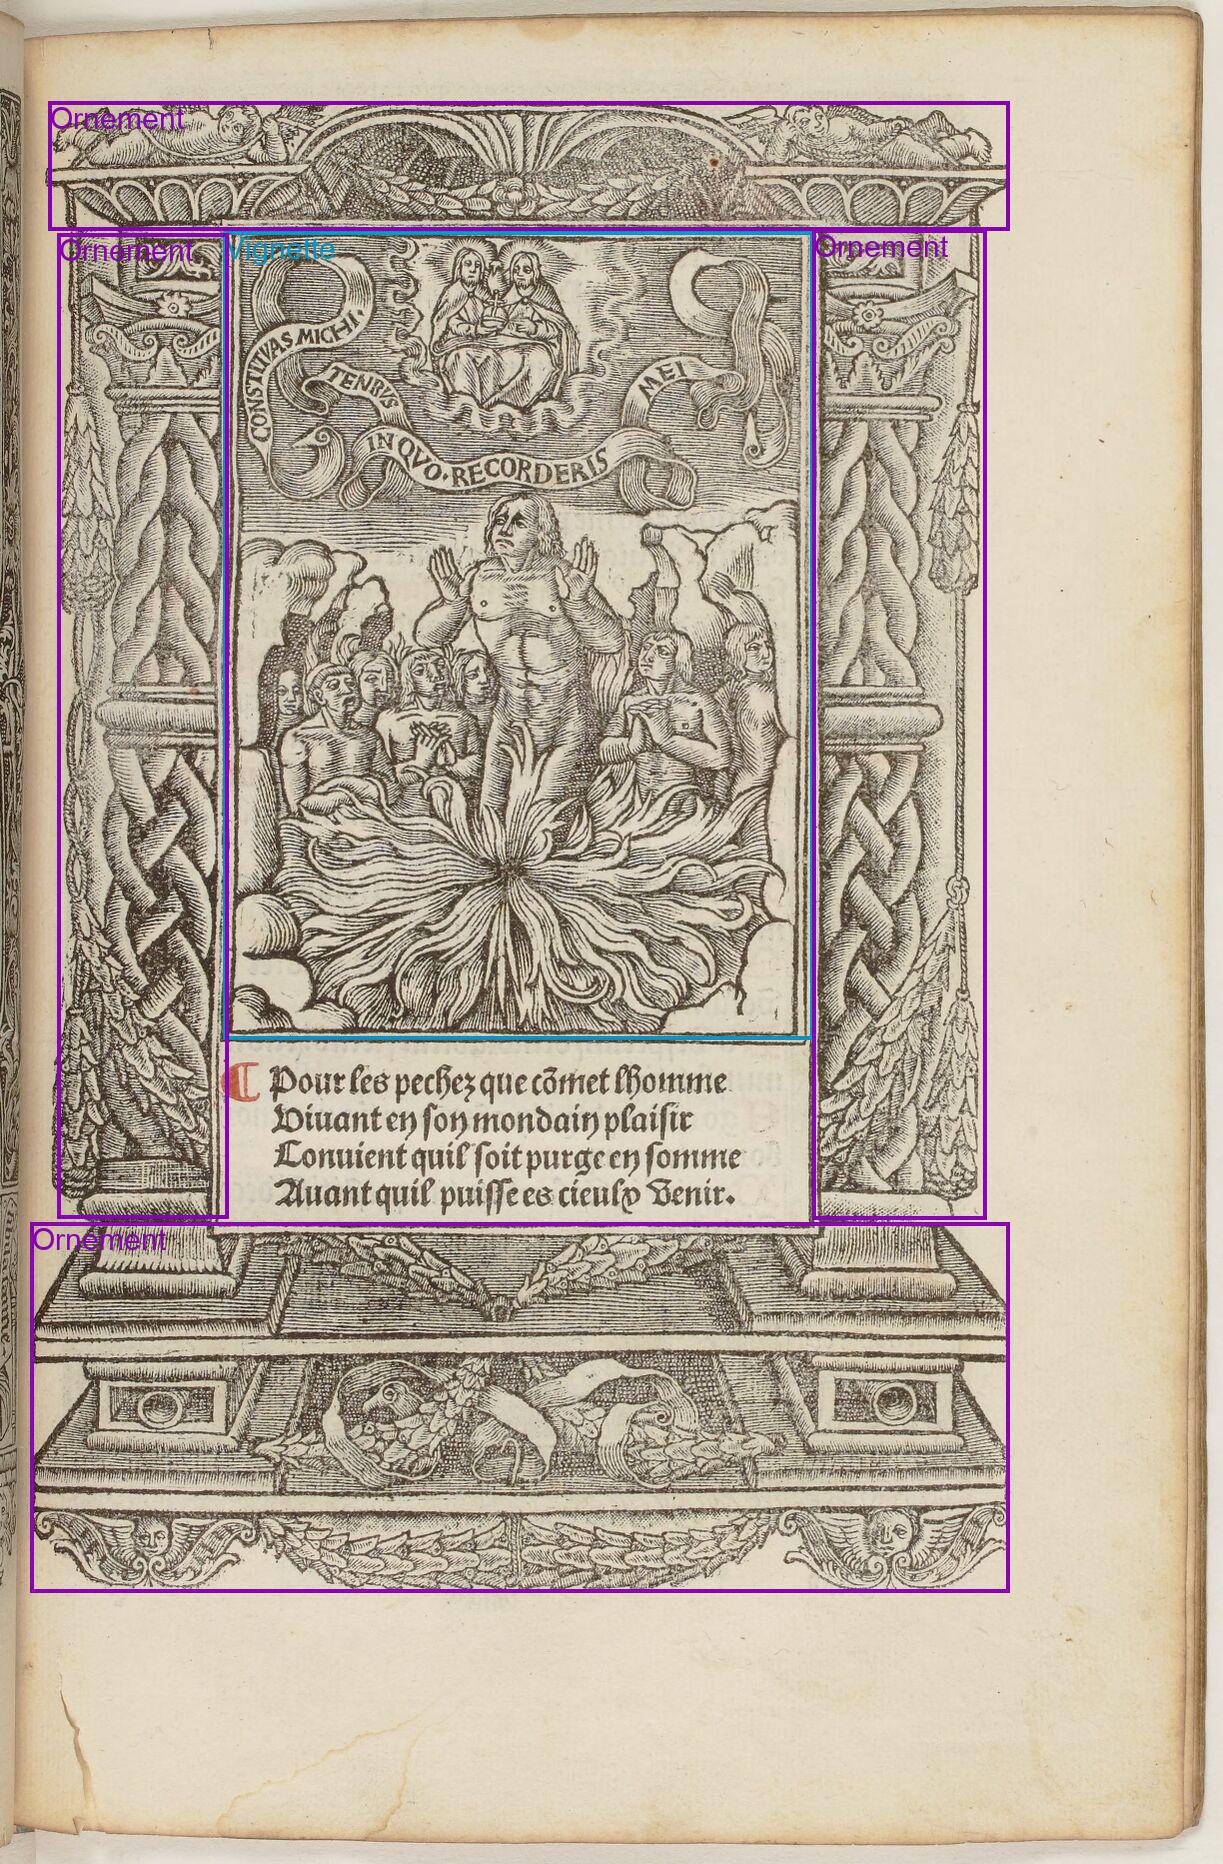 Ornement
Ornement
Vignette
Ornement
CONSTITVAS MICHI.
TENPVS
IN QVO. RECORDERIS
MEI
¶ Pour les pechez que cõmet lhomme
Viuant en son mondain plaisir
Conuient quil soit purge en somme
Auant quil puisse es cieulx venir.
Ornement